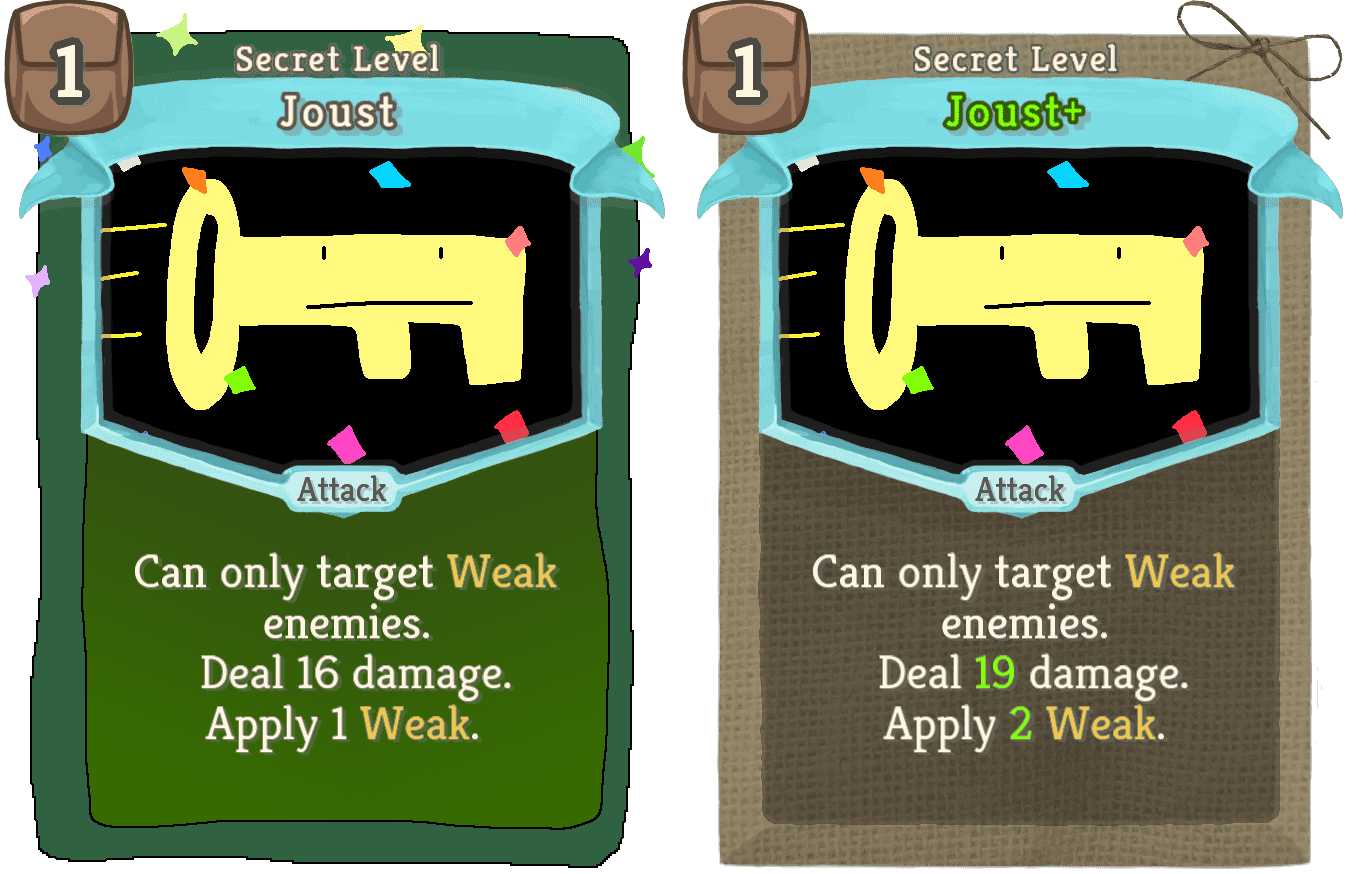 1
Secret Level
Joust
Attack
Can only target Weak
enemies.
Deal 16 damage.
Apply 1 Weak.
1
Secret Level
Joust+
Attack
Can only target Weak
enemies.
Deal 19 damage.
Apply 2 Weak.